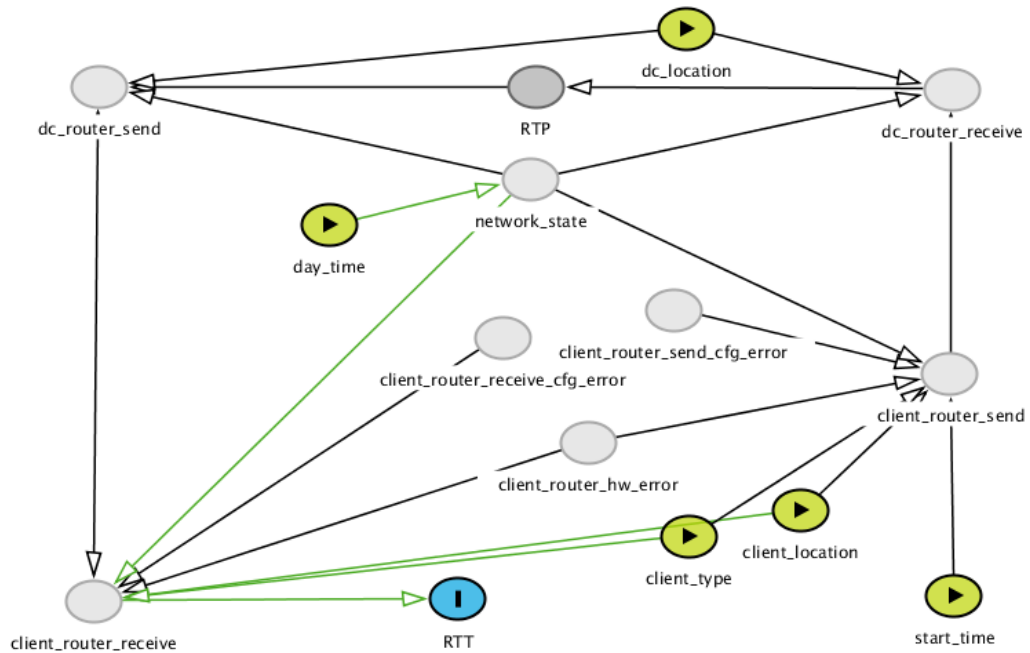 dc_location
dc_router_send
RTP
dc_router_receive
network_state
day_time
client_router_send_cfg_error
client_router_receive_cfg_error
client_router_send
client_router_hw_error
client_location
client_type
client_router_receive
RTT
start_time